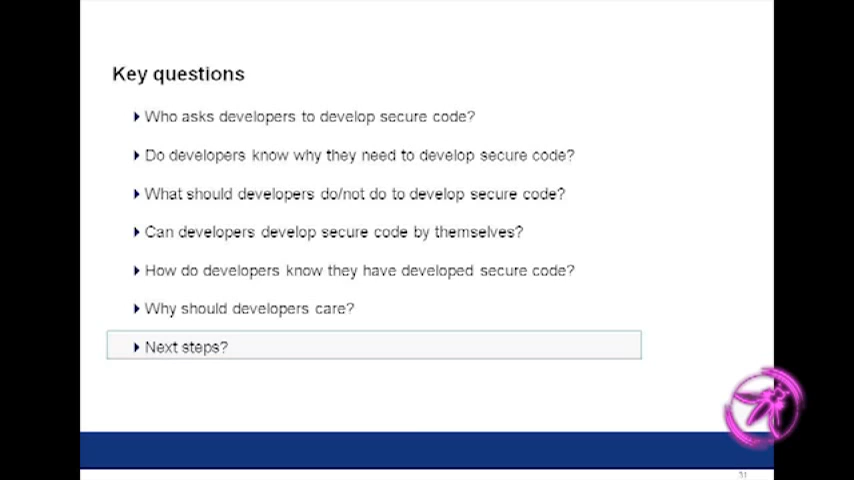 Key questions
Who asks developers to develop secure code?
Do developers know why they need to develop secure code?
What should developers do/not do to develop secure code?
Can developers develop secure code by themselves?
How do developers know they have developed secure code?
Why should developers care?
Next steps?
31